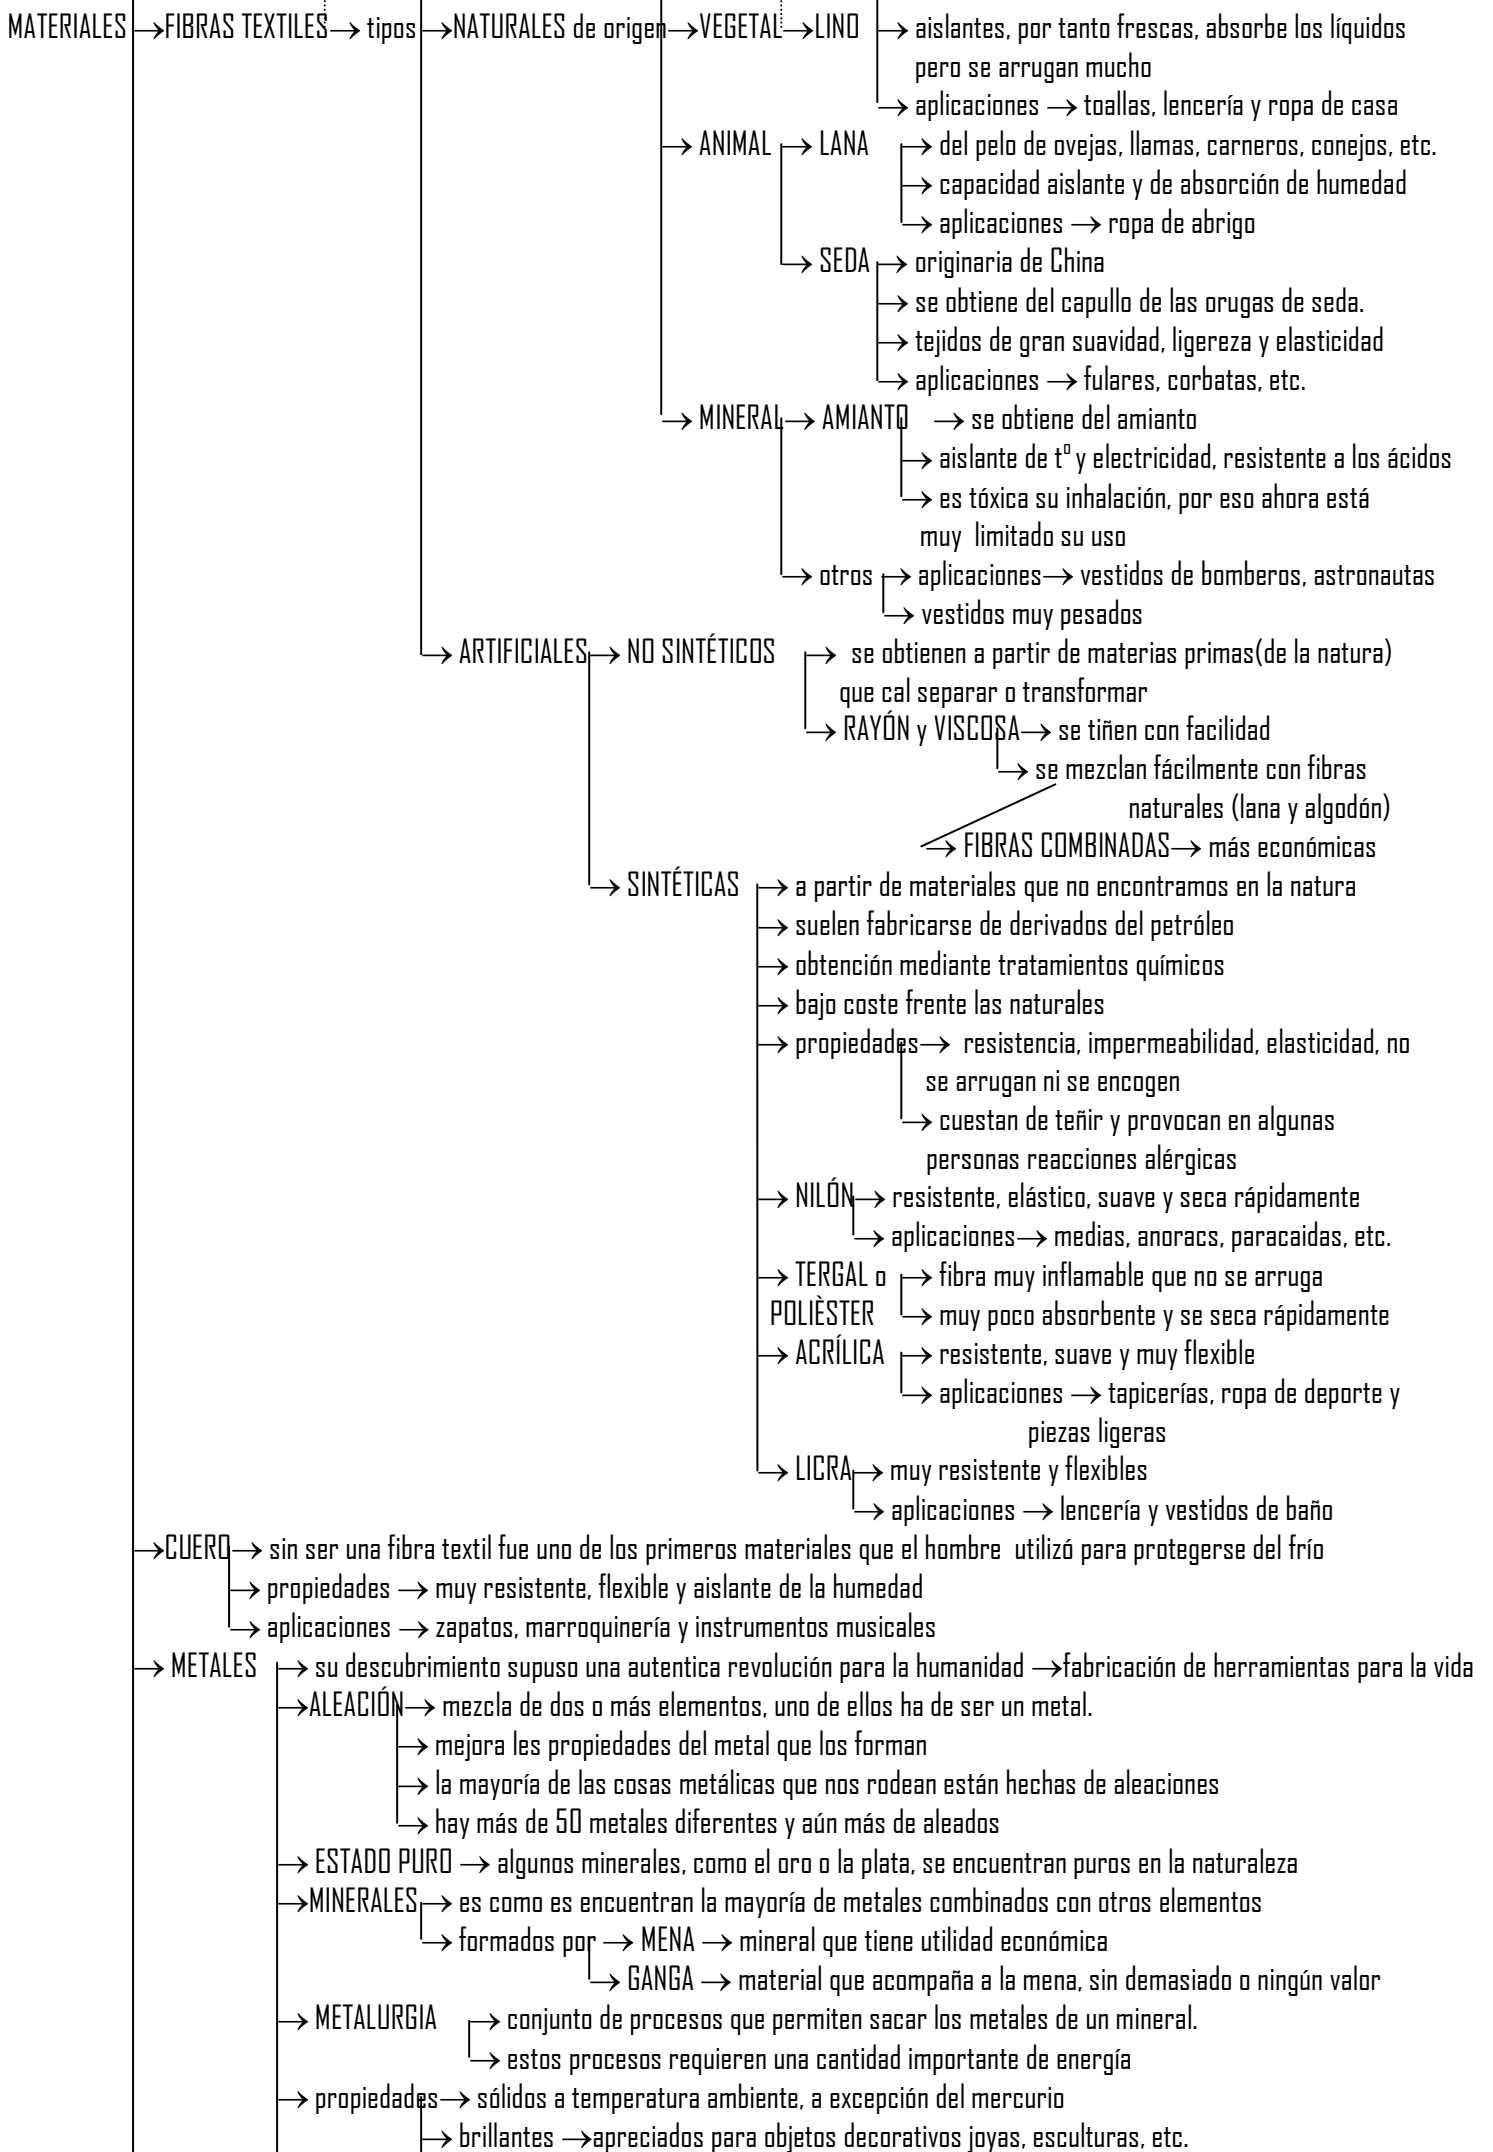 MATERIALES → FIBRAS TEXTILES → tipos → NATURALES de origen → VEGETAL → LINO → aislantes, por tanto frescas, absorbe los líquidos
pero se arrugan mucho
→ aplicaciones → toallas, lencería y ropa de casa
→ ANIMAL → LANA → del pelo de ovejas, llamas, carneros, conejos, etc.
→ capacidad aislante y de absorción de humedad
→ aplicaciones → ropa de abrigo
→ SEDA → originaria de China
→ se obtiene del capullo de las orugas de seda.
→ tejidos de gran suavidad, ligereza y elasticidad
→ aplicaciones → fulares, corbatas, etc.
→ MINERAL → AMIANTO → se obtiene del amianto
→ aislante de tº y electricidad, resistente a los ácidos
→ es tóxica su inhalación, por eso ahora está
muy limitado su uso
→ otros → aplicaciones → vestidos de bomberos, astronautas
→ vestidos muy pesados
→ ARTIFICIALES → NO SINTÉTICOS → se obtienen a partir de materias primas(de la natura)
que cal separar o transformar
→ RAYÓN y VISCOSA → se tiñen con facilidad
→ se mezclan fácilmente con fibras
naturales (lana y algodón)
→ FIBRAS COMBINADAS → más económicas
→ SINTÉTICAS → a partir de materiales que no encontramos en la natura
→ suelen fabricarse de derivados del petróleo
→ obtención mediante tratamientos químicos
→ bajo coste frente las naturales
→ propiedades → resistencia, impermeabilidad, elasticidad, no
se arrugan ni se encogen
→ cuestan de teñir y provocan en algunas
personas reacciones alérgicas
→ NILÓN → resistente, elástico, suave y seca rápidamente
→ aplicaciones → medias, anoracs, paracaidas, etc.
→ TERGAL o → fibra muy inflamable que no se arruga
POLIÈSTER → muy poco absorbente y se seca rápidamente
→ ACRÍLICA → resistente, suave y muy flexible
→ aplicaciones → tapicerías, ropa de deporte y
piezas ligeras
→ LICRA → muy resistente y flexibles
→ aplicaciones → lencería y vestidos de baño
→ CUERO → sin ser una fibra textil fue uno de los primeros materiales que el hombre utilizó para protegerse del frío
→ propiedades → muy resistente, flexible y aislante de la humedad
→ aplicaciones → zapatos, marroquinería y instrumentos musicales
→ METALES → su descubrimiento supuso una autentica revolución para la humanidad → fabricación de herramientas para la vida
→ ALEACIÓN → mezcla de dos o más elementos, uno de ellos ha de ser un metal.
→ mejora les propiedades del metal que los forman
→ la mayoría de las cosas metálicas que nos rodean están hechas de aleaciones
→ hay más de 50 metales diferentes y aún más de aleados
→ ESTADO PURO → algunos minerales, como el oro o la plata, se encuentran puros en la naturaleza
→ MINERALES → es como es encuentran la mayoría de metales combinados con otros elementos
→ formados por → MENA → mineral que tiene utilidad económica
→ GANGA → material que acompaña a la mena, sin demasiado o ningún valor
→ METALURGIA → conjunto de procesos que permiten sacar los metales de un mineral.
→ estos procesos requieren una cantidad importante de energía
→ propiedades → sólidos a temperatura ambiente, a excepción del mercurio
→ brillantes → apreciados para objetos decorativos joyas, esculturas, etc.